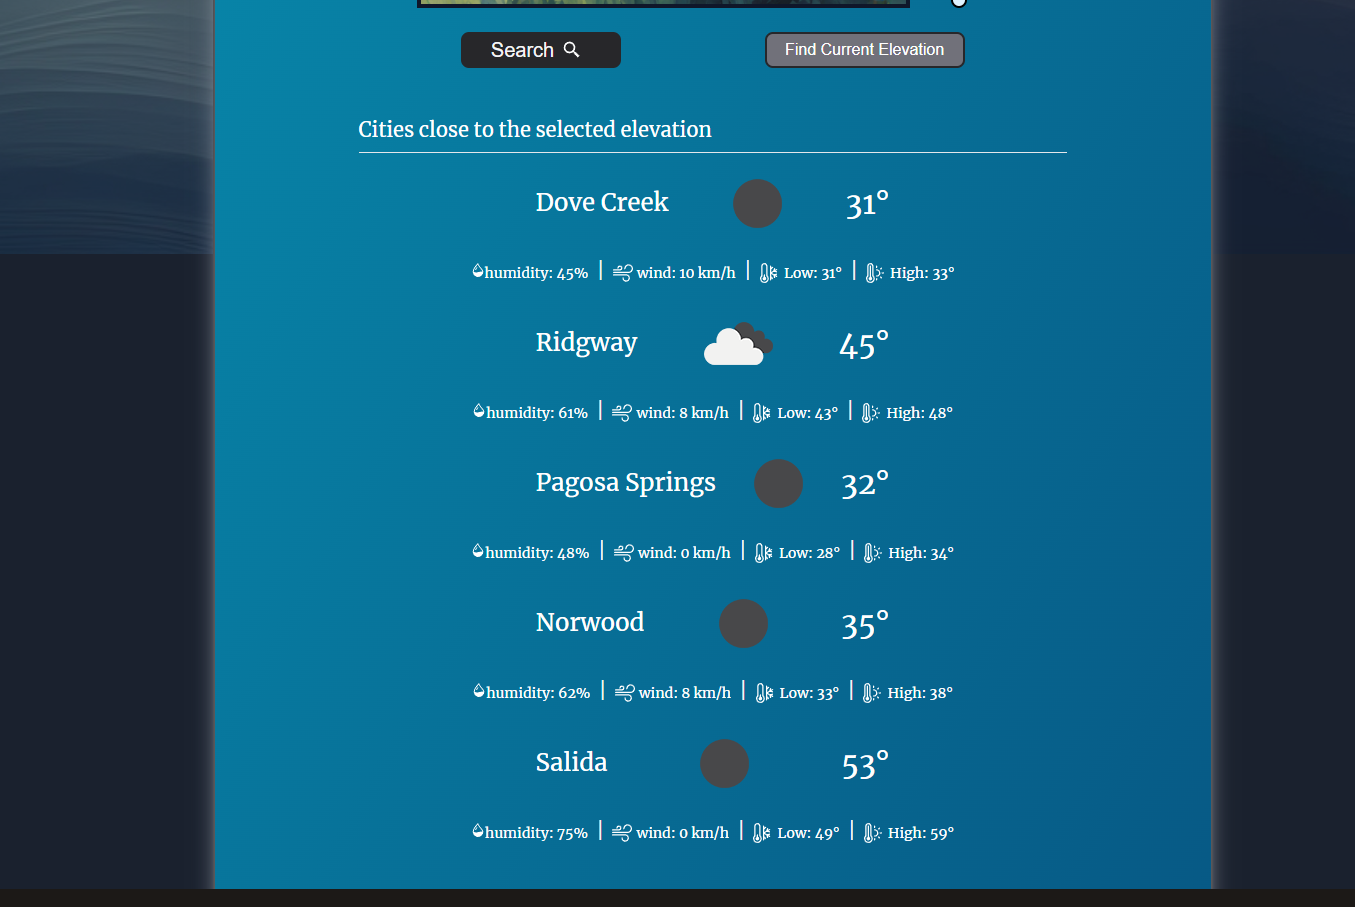 Search
Find Current Elevation
Cities close to the selected elevation
Dove Creek 31°
humidity: 45% | wind: 10 km/h | Low: 31° | High: 33°
Ridgway 45°
humidity: 61% | wind: 8 km/h | Low: 43° | High: 48°
Pagosa Springs 32°
humidity: 48% | wind: 0 km/h | Low: 28° | High: 34°
Norwood 35°
humidity: 62% | wind: 8 km/h | Low: 33° | High: 38°
Salida 53°
humidity: 75% | wind: 0 km/h | Low: 49° | High: 59°